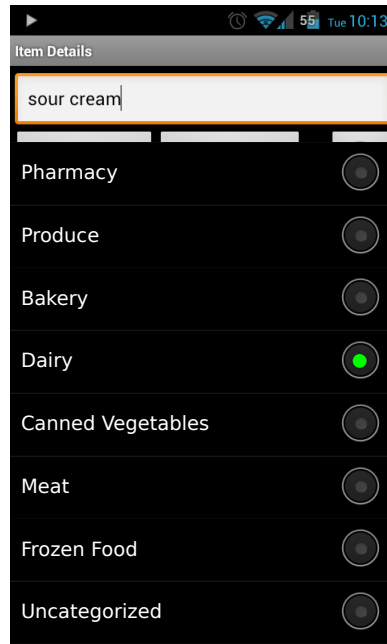 55 Tue 10:13
Item Details
sour cream
Pharmacy
Produce
Bakery
Dairy
Canned Vegetables
Meat
Frozen Food
Uncategorized